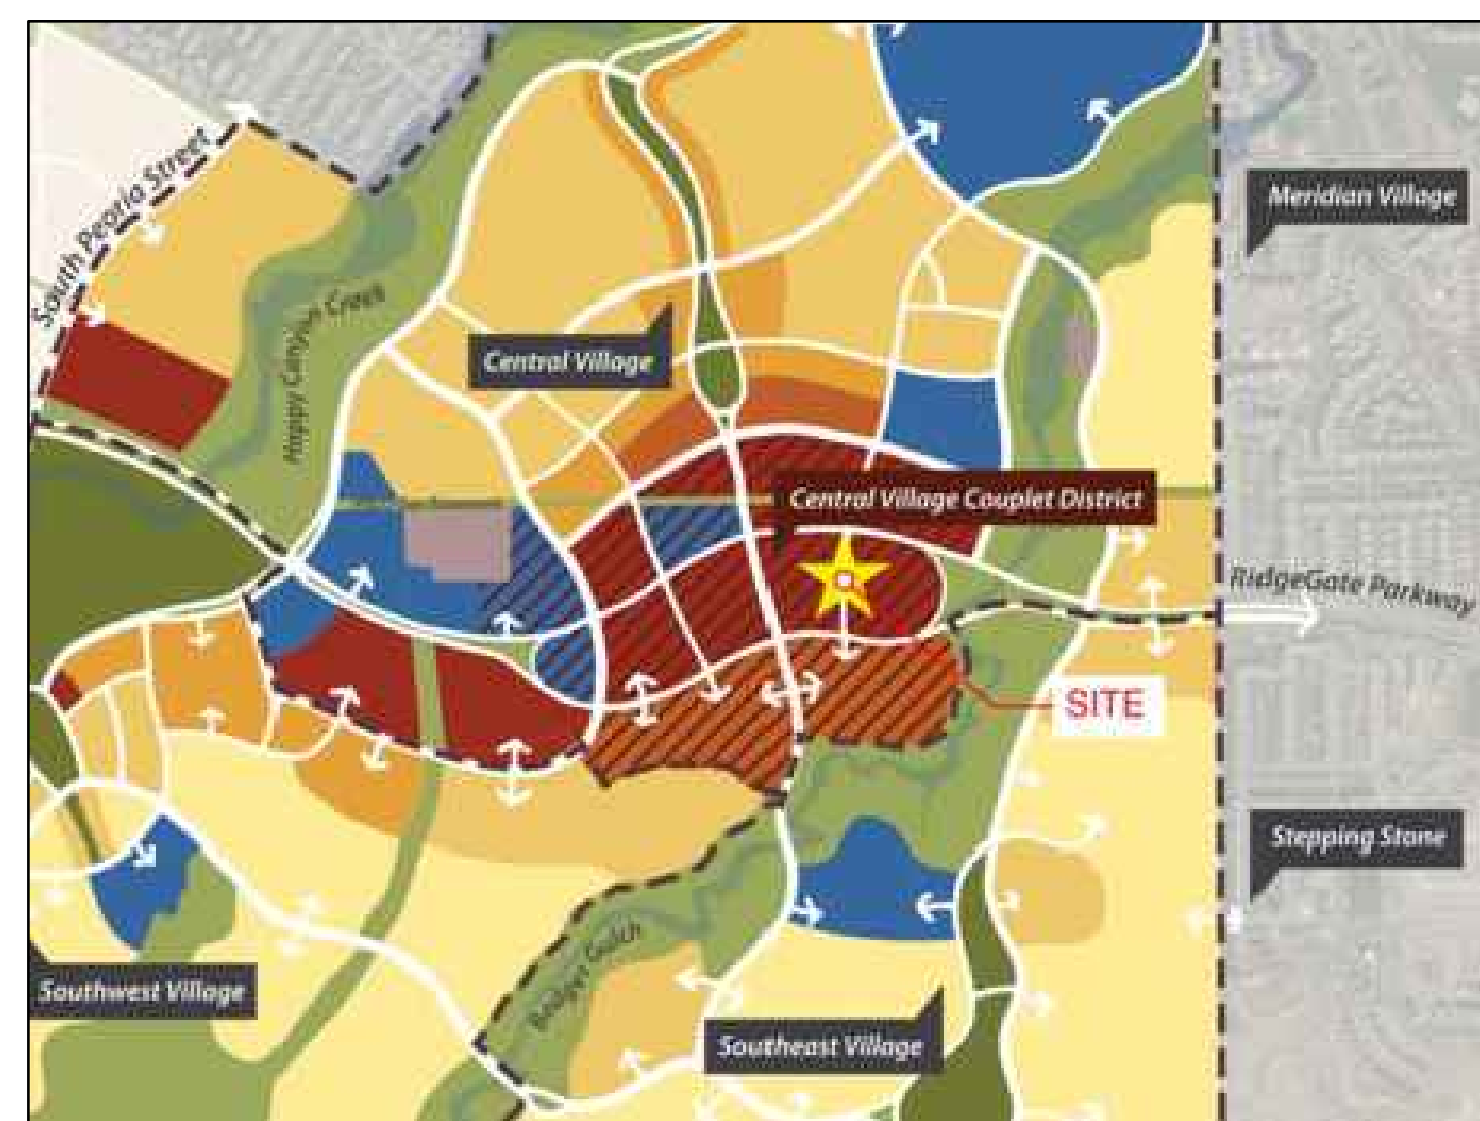 South Peoria Street
Meridian Village
Happy Canyon Creek
Central Village
Central Village Couplet District
RidgeGate Parkway
SITE
Stepping Stone
Badger Gulch
Southwest Village
Southeast Village